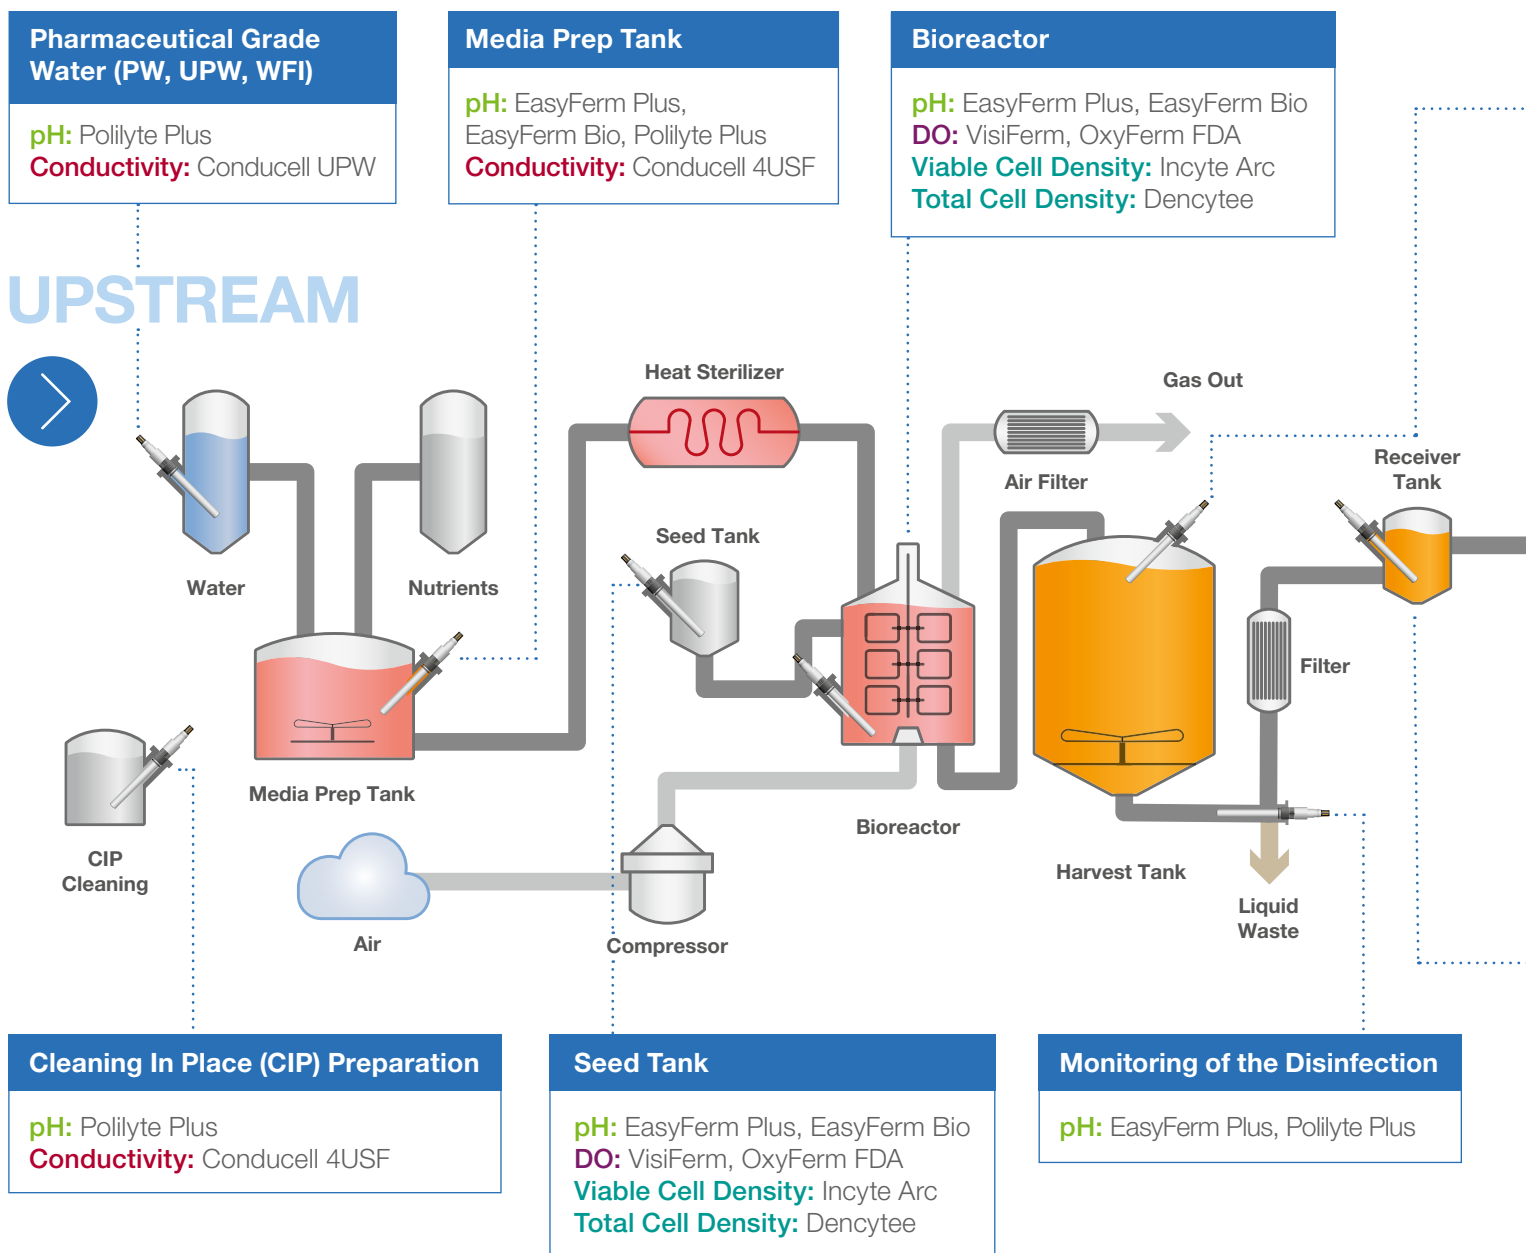 Pharmaceutical Grade
Water (PW, UPW, WFI)
pH: Polilyte Plus
Conductivity: Conducell UPW
Media Prep Tank
pH: EasyFerm Plus,
EasyFerm Bio, Polilyte Plus
Conductivity: Conducell 4USF
Bioreactor
pH: EasyFerm Plus, EasyFerm Bio
DO: VisiFerm, OxyFerm FDA
Viable Cell Density: Incyte Arc
Total Cell Density: Dencytee
UPSTREAM
Heat Sterilizer
Gas Out
Receiver
Tank
Air Filter
Seed Tank
Water
Nutrients
Filter
Media Prep Tank
Bioreactor
CIP
Cleaning
Harvest Tank
Liquid
Waste
Air
Compressor
Cleaning In Place (CIP) Preparation
pH: Polilyte Plus
Conductivity: Conducell 4USF
Seed Tank
pH: EasyFerm Plus, EasyFerm Bio
DO: VisiFerm, OxyFerm FDA
Viable Cell Density: Incyte Arc
Total Cell Density: Dencytee
Monitoring of the Disinfection
pH: EasyFerm Plus, Polilyte Plus